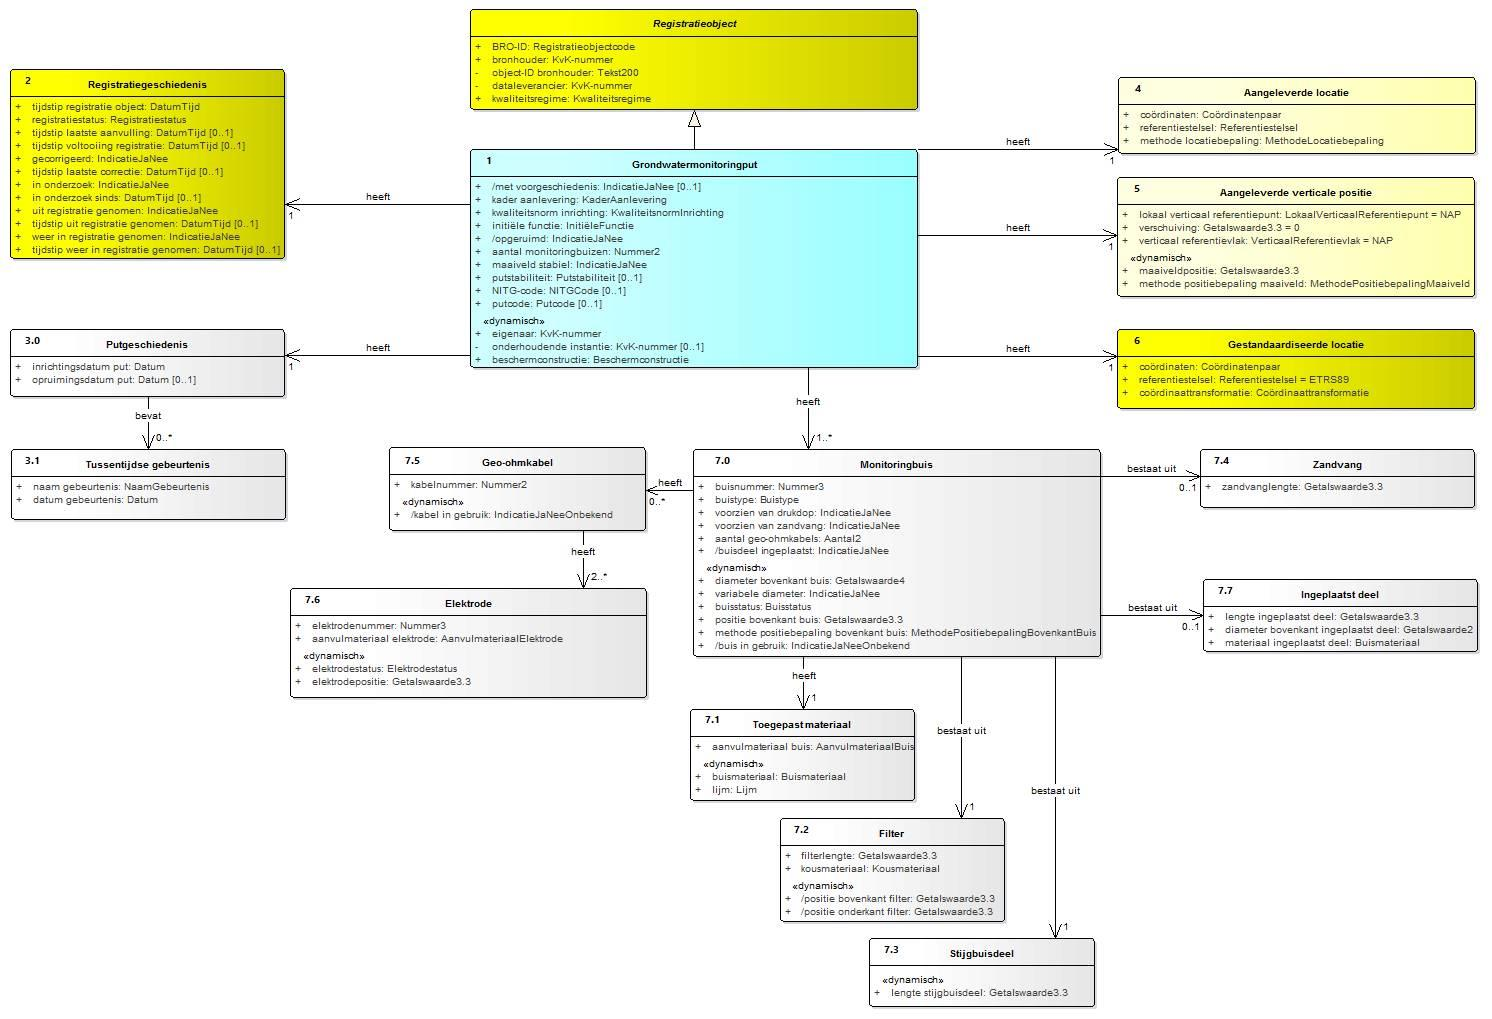 Registratieobject
+ BRO-ID: Registratieobjectcode
+ bronhouder: KvK-nummer
- object-ID bronhouder: Tekst200
- dataleverancier: KvK-nummer
+ kwaliteitsregime: Kwaliteitsregime
2
Registratiegeschiedenis
+ tijdstip registratie object: DatumTijd
+ registratiestatus: Registratiestatus
+ tijdstip laatste aanvulling: DatumTijd [0..1]
+ tijdstip voltooiing registratie: DatumTijd [0..1]
+ gecorrigeerd: IndicatieJaNee
+ tijdstip laatste correctie: DatumTijd [0..1]
+ in onderzoek: IndicatieJaNee
+ in onderzoek sinds: DatumTijd [0..1]
+ uit registratie genomen: IndicatieJaNee
+ tijdstip uit registratie genomen: DatumTijd [0..1]
+ weer in registratie genomen: IndicatieJaNee
+ tijdstip weer in registratie genomen: DatumTijd [0..1]
heeft
1
1
Grondwatermonitoringput
+ /met voorgeschiedenis: IndicatieJaNee [0..1]
+ kader aanlevering: KaderAanlevering
+ kwaliteitsnorm inrichting: KwaliteitsnormInrichting
+ initiële functie: InitiëleFunctie
+ /opgeruimd: IndicatieJaNee
+ aantal monitoringbuizen: Nummer2
+ maaiveld stabiel: IndicatieJaNee
+ putstabiliteit: Putstabiliteit [0..1]
+ NITG-code: NITGCode [0..1]
+ putcode: Putcode [0..1]
«dynamisch»
+ eigenaar: KvK-nummer
- onderhoudende instantie: KvK-nummer [0..1]
+ beschermconstructie: Beschermconstructie
heeft
1
4
Aangeleverde locatie
+ coördinaten: Coördinatenpaar
+ referentiestelsel: Referentiestelsel
+ methode locatiebepaling: MethodeLocatiebepaling
heeft
1
5
Aangeleverde verticale positie
+ lokaal verticaal referentiepunt: LokaalVerticaalReferentiepunt = NAP
+ verschuiving: Getalswaarde3.3 = 0
+ verticaal referentievlak: VerticaalReferentievlak = NAP
«dynamisch»
+ maaiveldpositie: Getalswaarde3.3
+ methode positiebepaling maaiveld: MethodePositiebepalingMaaiveld
heeft
1
6
Gestandaardiseerde locatie
+ coördinaten: Coördinatenpaar
+ referentiestelsel: Referentiestelsel = ETRS89
+ coördinaattransformatie: Coördinaattransformatie
heeft
1
3.0
Putgeschiedenis
+ inrichtingsdatum put: Datum
+ opruimingsdatum put: Datum [0..1]
bevat
0..*
3.1
Tussentijdse gebeurtenis
+ naam gebeurtenis: NaamGebeurtenis
+ datum gebeurtenis: Datum
heeft
1..*
7.5
Geo-ohmkabel
+ kabelnummer: Nummer2
«dynamisch»
+ /kabel in gebruik: IndicatieJaNeeOnbekend
heeft
0..*
7.0
Monitoringbuis
+ buisnummer: Nummer3
+ buistype: Buistype
+ voorzien van drukdop: IndicatieJaNee
+ voorzien van zandvang: IndicatieJaNee
+ aantal geo-ohmkabels: Aantal2
+ /buisdeel ingeplaatst: IndicatieJaNee
«dynamisch»
+ diameter bovenkant buis: Getalswaarde4
+ variabele diameter: IndicatieJaNee
+ buisstatus: Buisstatus
+ positie bovenkant buis: Getalswaarde3.3
+ methode positiebepaling bovenkant buis: MethodePositiebepalingBovenkantBuis
+ /buis in gebruik: IndicatieJaNeeOnbekend
bestaat uit
0..1
7.4
Zandvang
+ zandvanglengte: Getalswaarde3.3
bestaat uit
0..1
7.7
Ingeplaatst deel
+ lengte ingeplaatst deel: Getalswaarde3.3
+ diameter bovenkant ingeplaatst deel: Getalswaarde2
+ materiaal ingeplaatst deel: Buismateriaal
heeft
2..*
7.6
Elektrode
+ elektrodenummer: Nummer3
+ aanvulmateriaal elektrode: AanvulmateriaalElektrode
«dynamisch»
+ elektrodestatus: Elektrodestatus
+ elektrodepositie: Getalswaarde3.3
heeft
1
7.1
Toegepast materiaal
+ aanvulmateriaal buis: AanvulmateriaalBuis
«dynamisch»
+ buismateriaal: Buismateriaal
+ lijm: Lijm
bestaat uit
1
7.2
Filter
+ filterlengte: Getalswaarde3.3
+ kousmateriaal: Kousmateriaal
«dynamisch»
+ /positie bovenkant filter: Getalswaarde3.3
+ /positie onderkant filter: Getalswaarde3.3
bestaat uit
1
7.3
Stijgbuisdeel
«dynamisch»
+ lengte stijgbuisdeel: Getalswaarde3.3